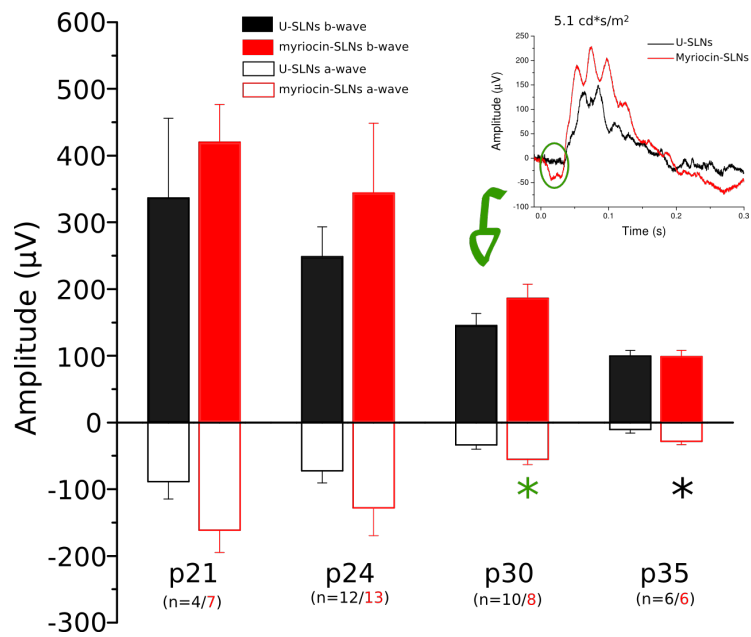 U-SLNs b-wave
myriocin-SLNs b-wave
U-SLNs a-wave
myriocin-SLNs a-wave
5.1 cd*s/m²
U-SLNs
Myriocin-SLNs
250
200
150
100
50
0
-50
-100
Amplitude (µV)
0.0
0.1
0.2
0.3
Time (s)
600
500
400
300
200
100
0
-100
-200
-300
Amplitude (µV)
*
*
p21
p24
p30
p35
(n=4/7)
(n=12/13)
(n=10/8)
(n=6/6)